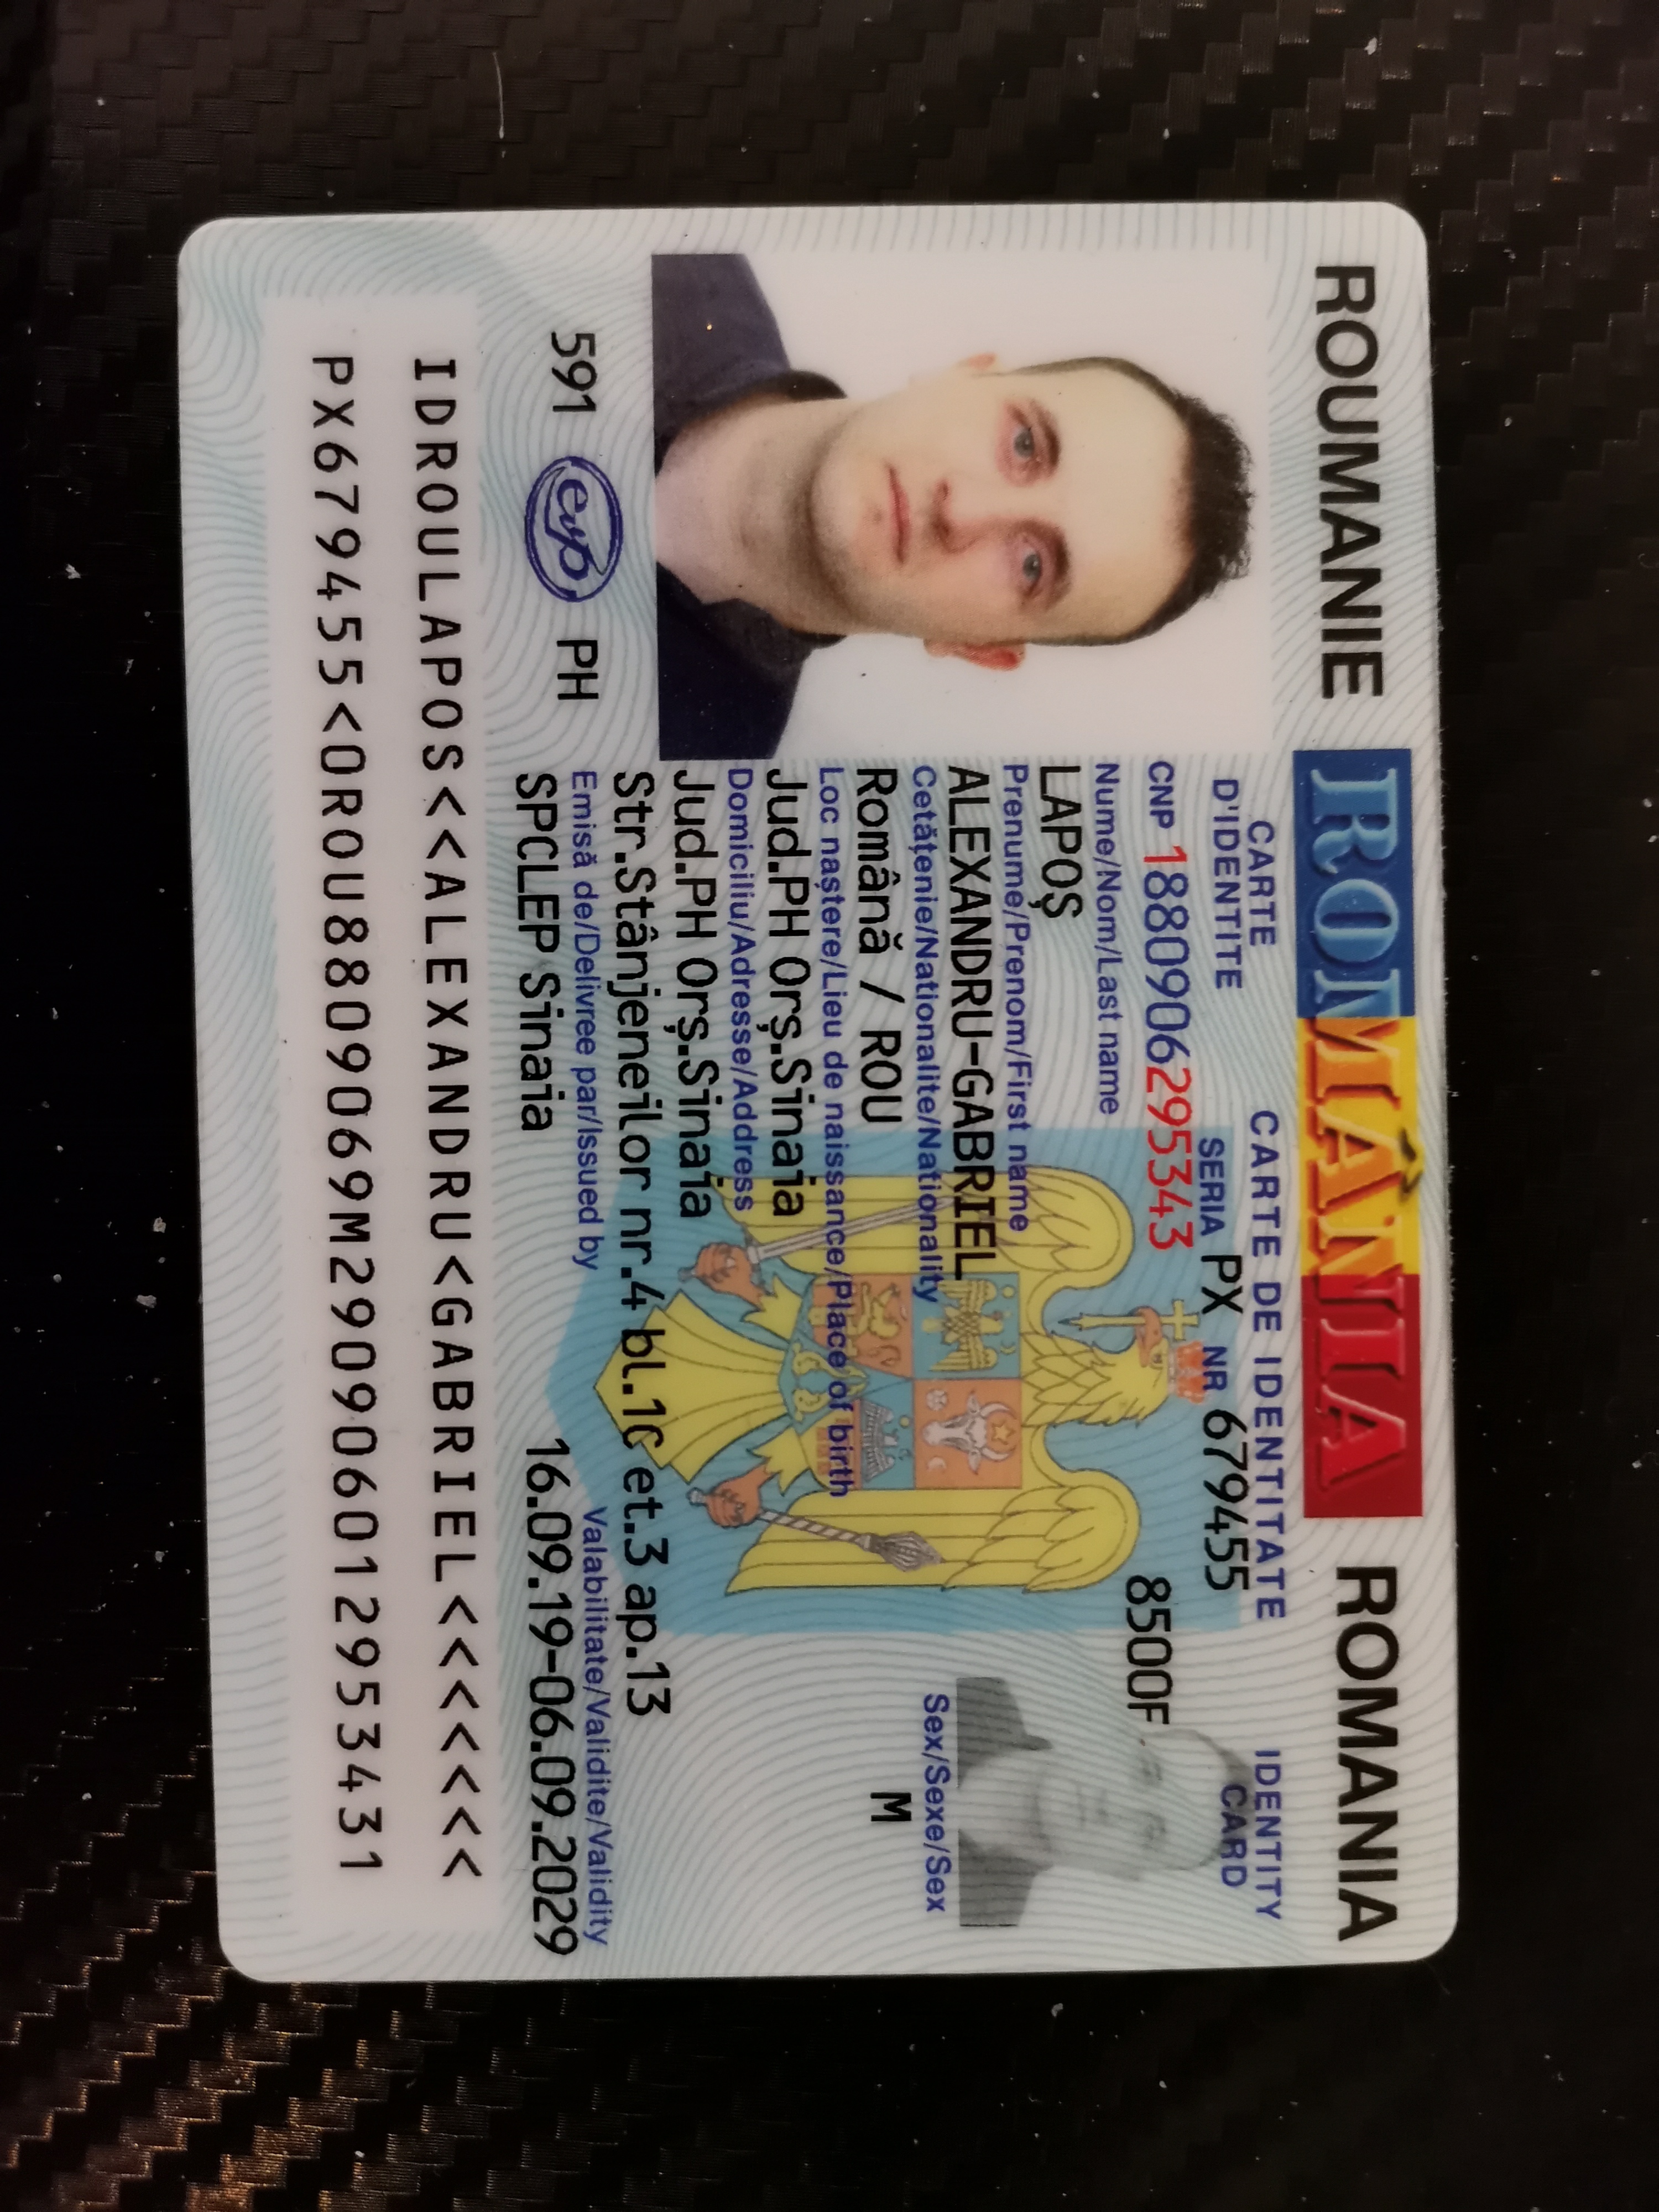 ROUMANIE ROMÂNIA ROMANIA
CARTE D'IDENTITE
CARTE DE IDENTITATE
IDENTITY CARD
SERIA PX NR 679455
CNP 1880906295343
8500F
Nume/Nom/Last name
LAPOȘ
Prenume/Prenom/First name
ALEXANDRU-GABRIEL
Cetățenie/Nationalite/Nationality
Română / ROU
Sex/Sexe/Sex
M
Loc naștere/Lieu de naissance/Place of birth
Jud.PH Orș.Sinaia
Domiciliu/Adresse/Address
Jud.PH Orș.Sinaia
Str.Stânjeneilor nr.4 bl.1C et.3 ap.13
Emisă de/Delivree par/Issued by
Valabilitate/Validite/Validity
SPCLEP Sinaia
16.09.19-06.09.2029
591 PH
IDROULAPOS<<ALEXANDRU<GABRIEL<<<<<<<
PX679455<0ROU8809069M290906012953431